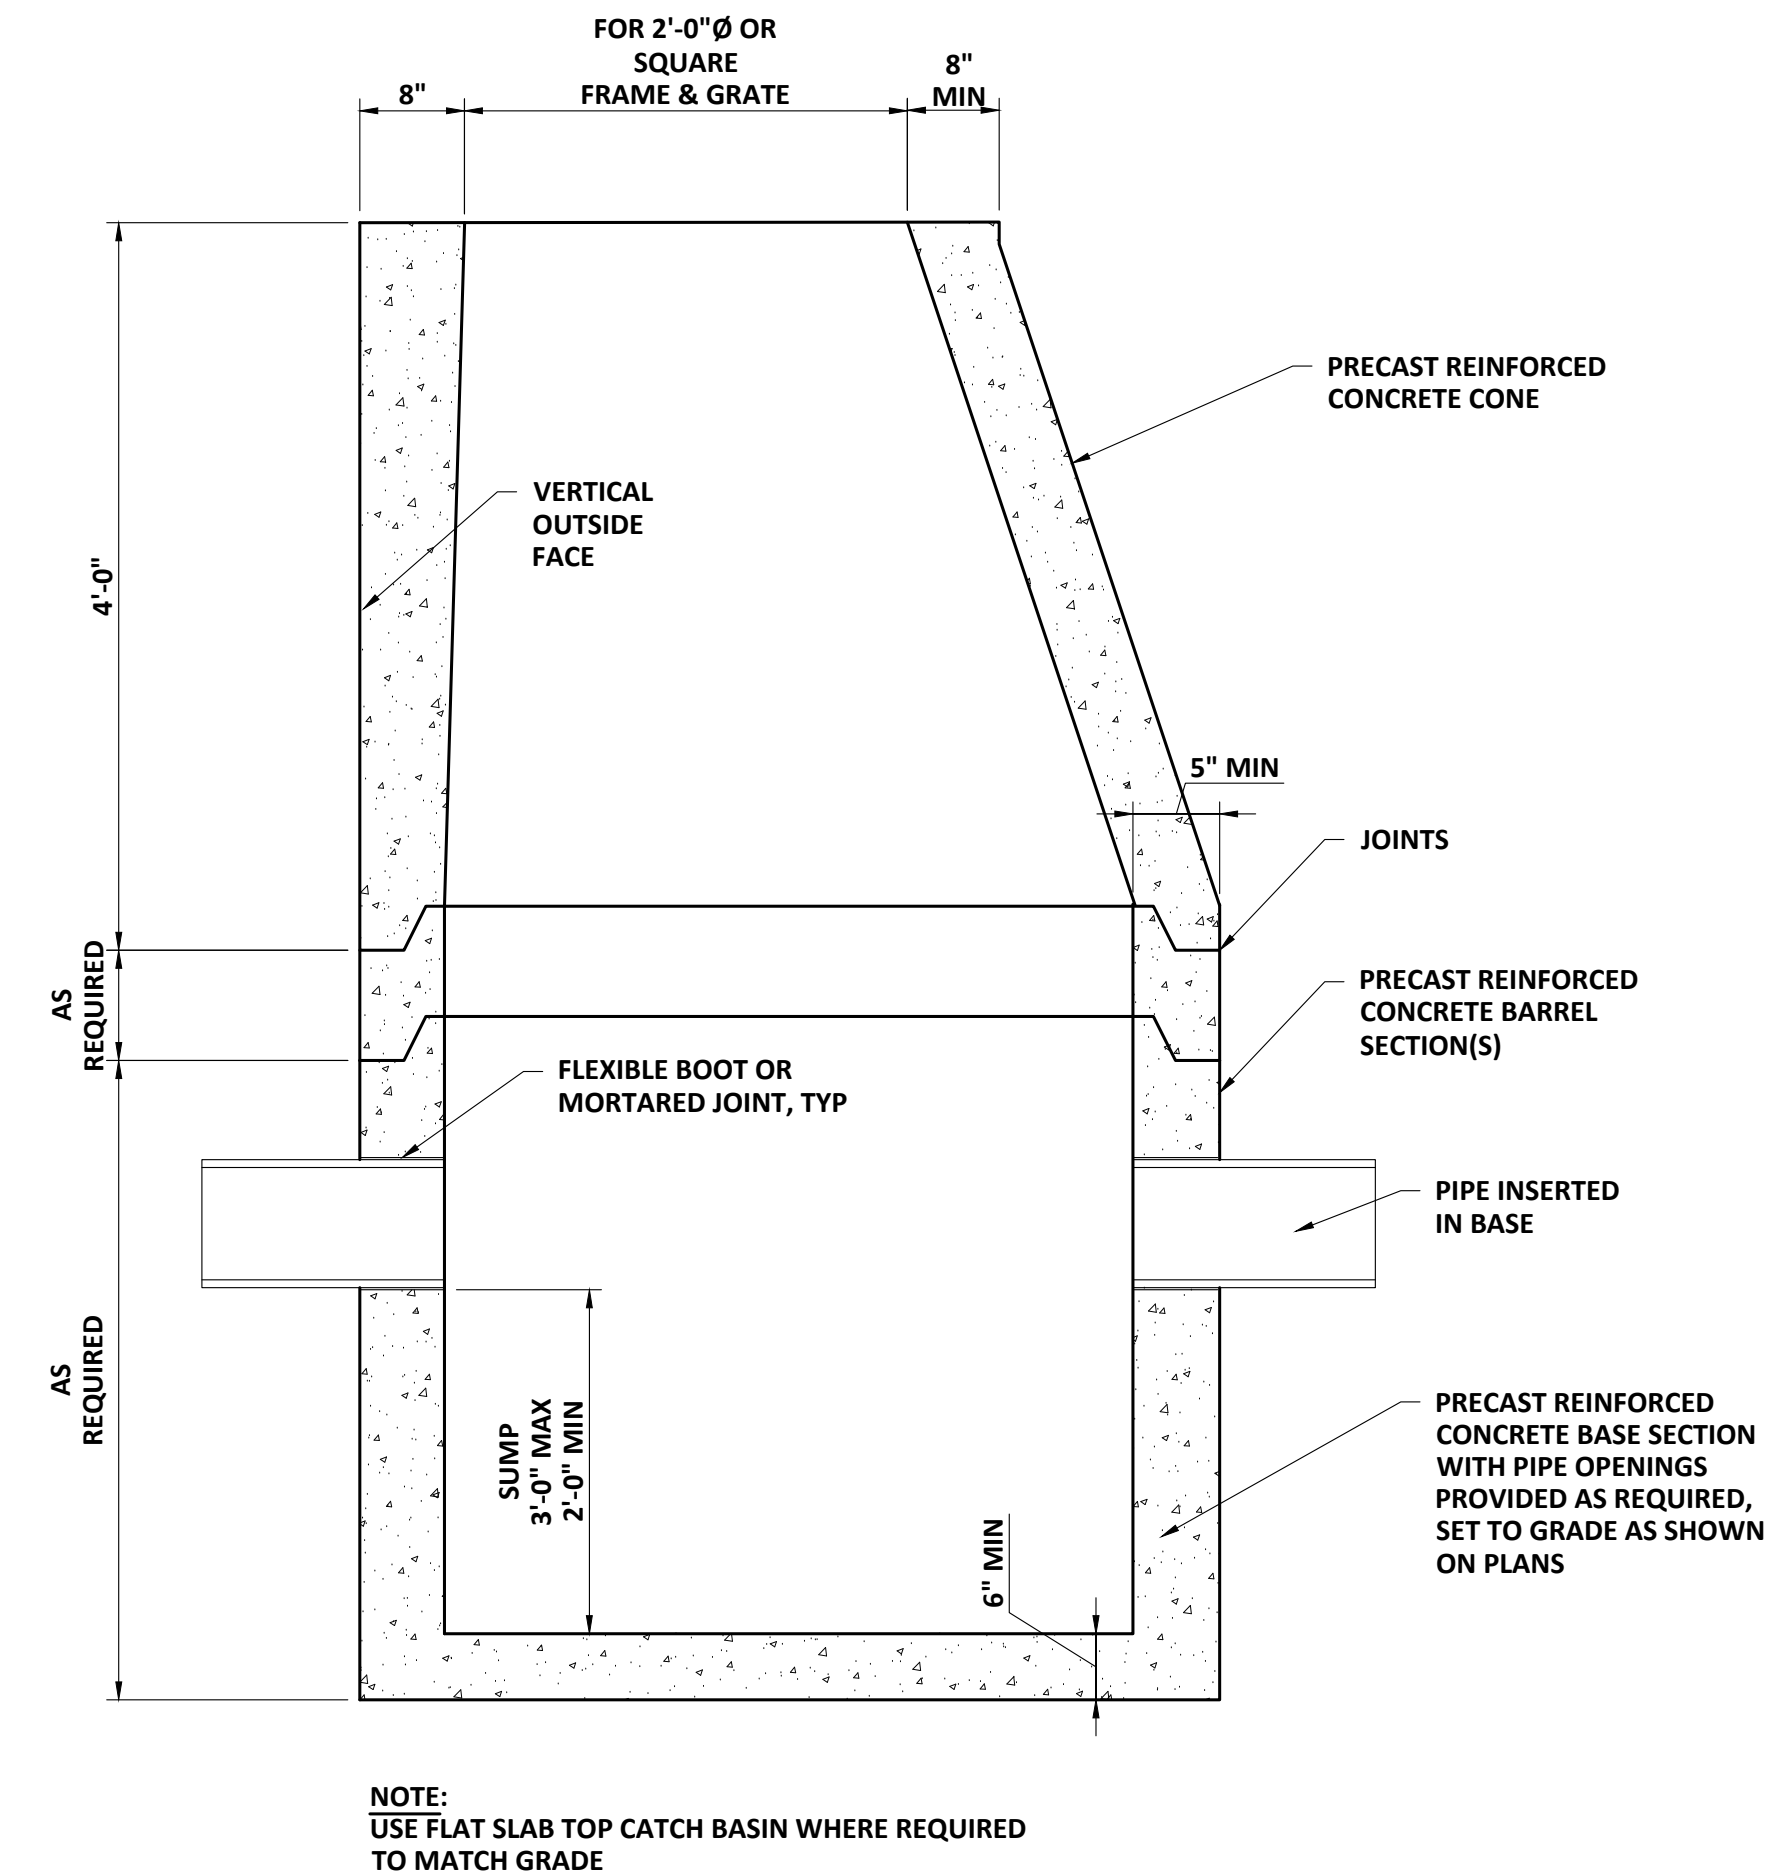 FOR 2'-0"Ø OR
SQUARE
FRAME & GRATE
8"
8"
MIN
PRECAST REINFORCED
CONCRETE CONE
VERTICAL
OUTSIDE
FACE
4'-0"
5" MIN
JOINTS
AS
REQUIRED
PRECAST REINFORCED
CONCRETE BARREL
SECTION(S)
FLEXIBLE BOOT OR
MORTARED JOINT, TYP
PIPE INSERTED
IN BASE
AS
REQUIRED
SUMP
3'-0" MAX
2'-0" MIN
6" MIN
PRECAST REINFORCED
CONCRETE BASE SECTION
WITH PIPE OPENINGS
PROVIDED AS REQUIRED,
SET TO GRADE AS SHOWN
ON PLANS
NOTE:
USE FLAT SLAB TOP CATCH BASIN WHERE REQUIRED
TO MATCH GRADE